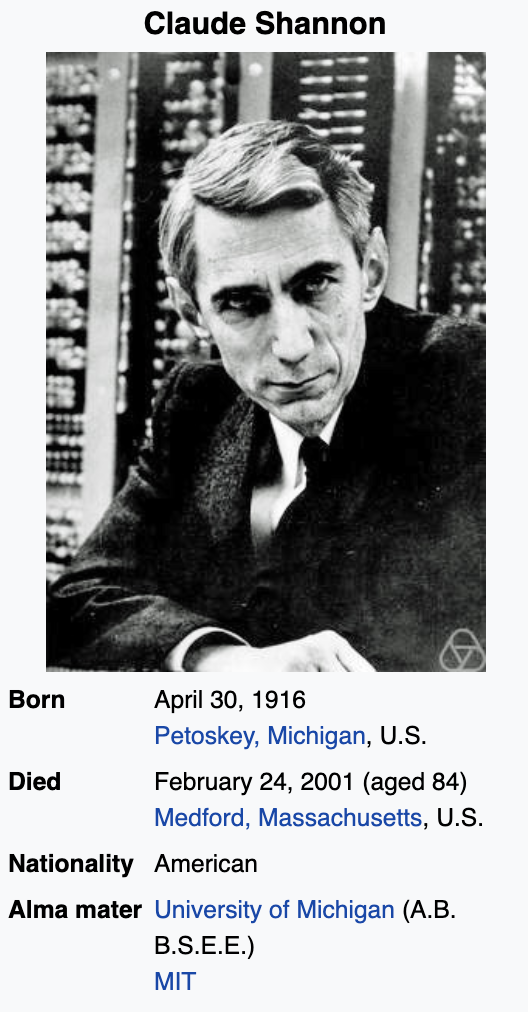 Claude Shannon
Born April 30, 1916
Petoskey, Michigan, U.S.
Died February 24, 2001 (aged 84)
Medford, Massachusetts, U.S.
Nationality American
Alma mater University of Michigan (A.B.
B.S.E.E.)
MIT